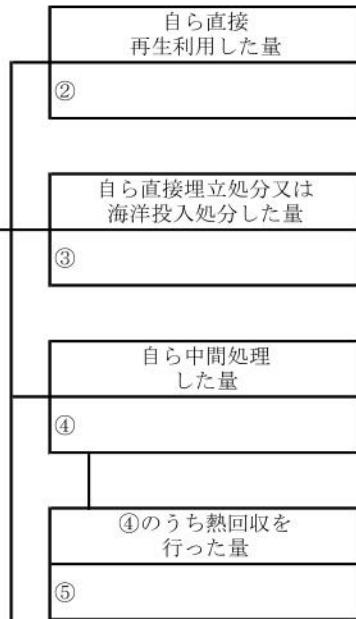 自ら直接
再生利用した量
②
自ら直接埋立処分又は
海洋投入処分した量
③
自ら中間処理
した量
④
④のうち熱回収を
行った量
⑤